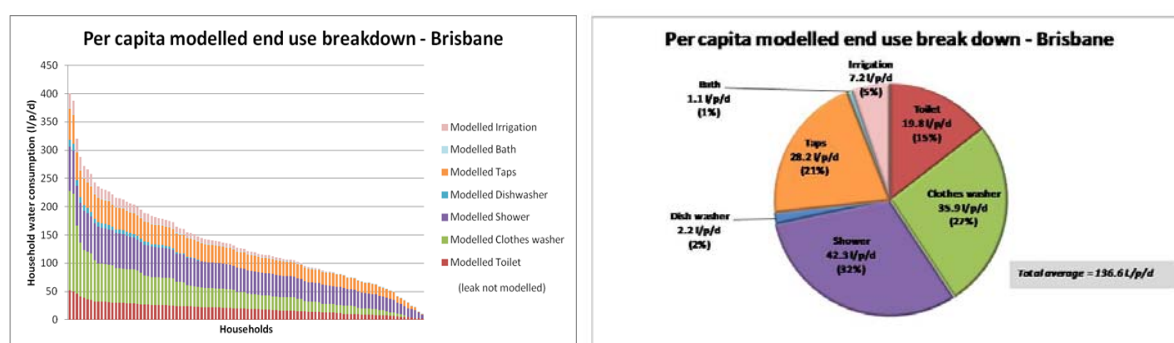 Per capita modelled end use breakdown - Brisbane
Household water consumption (l/p/d)
450
400
350
300
250
200
150
100
50
0
Households
Modelled Irrigation
Modelled Bath
Modelled Taps
Modelled Dishwasher
Modelled Shower
Modelled Clothes washer
Modelled Toilet
(leak not modelled)
Per capita modelled end use break down - Brisbane
Irrigation
7.2 l/p/d
(5%)
Bath
1.1 l/p/d
(1%)
Toilet
19.8 l/p/d
(15%)
Taps
28.2 l/p/d
(21%)
Clothes washer
35.9 l/p/d
(27%)
Dish washer
2.2 l/p/d
(2%)
Shower
42.3 l/p/d
(32%)
Total average = 136.6 L/p/d